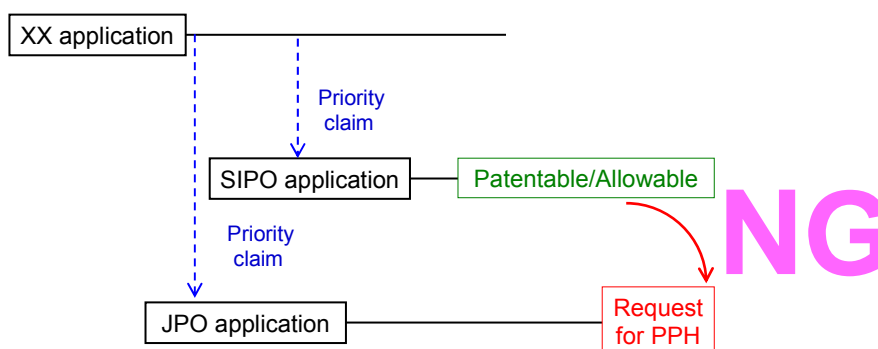 XX application
Priority
claim
SIPO application
Patentable/Allowable
NG
Priority
claim
JPO application
Request
for PPH